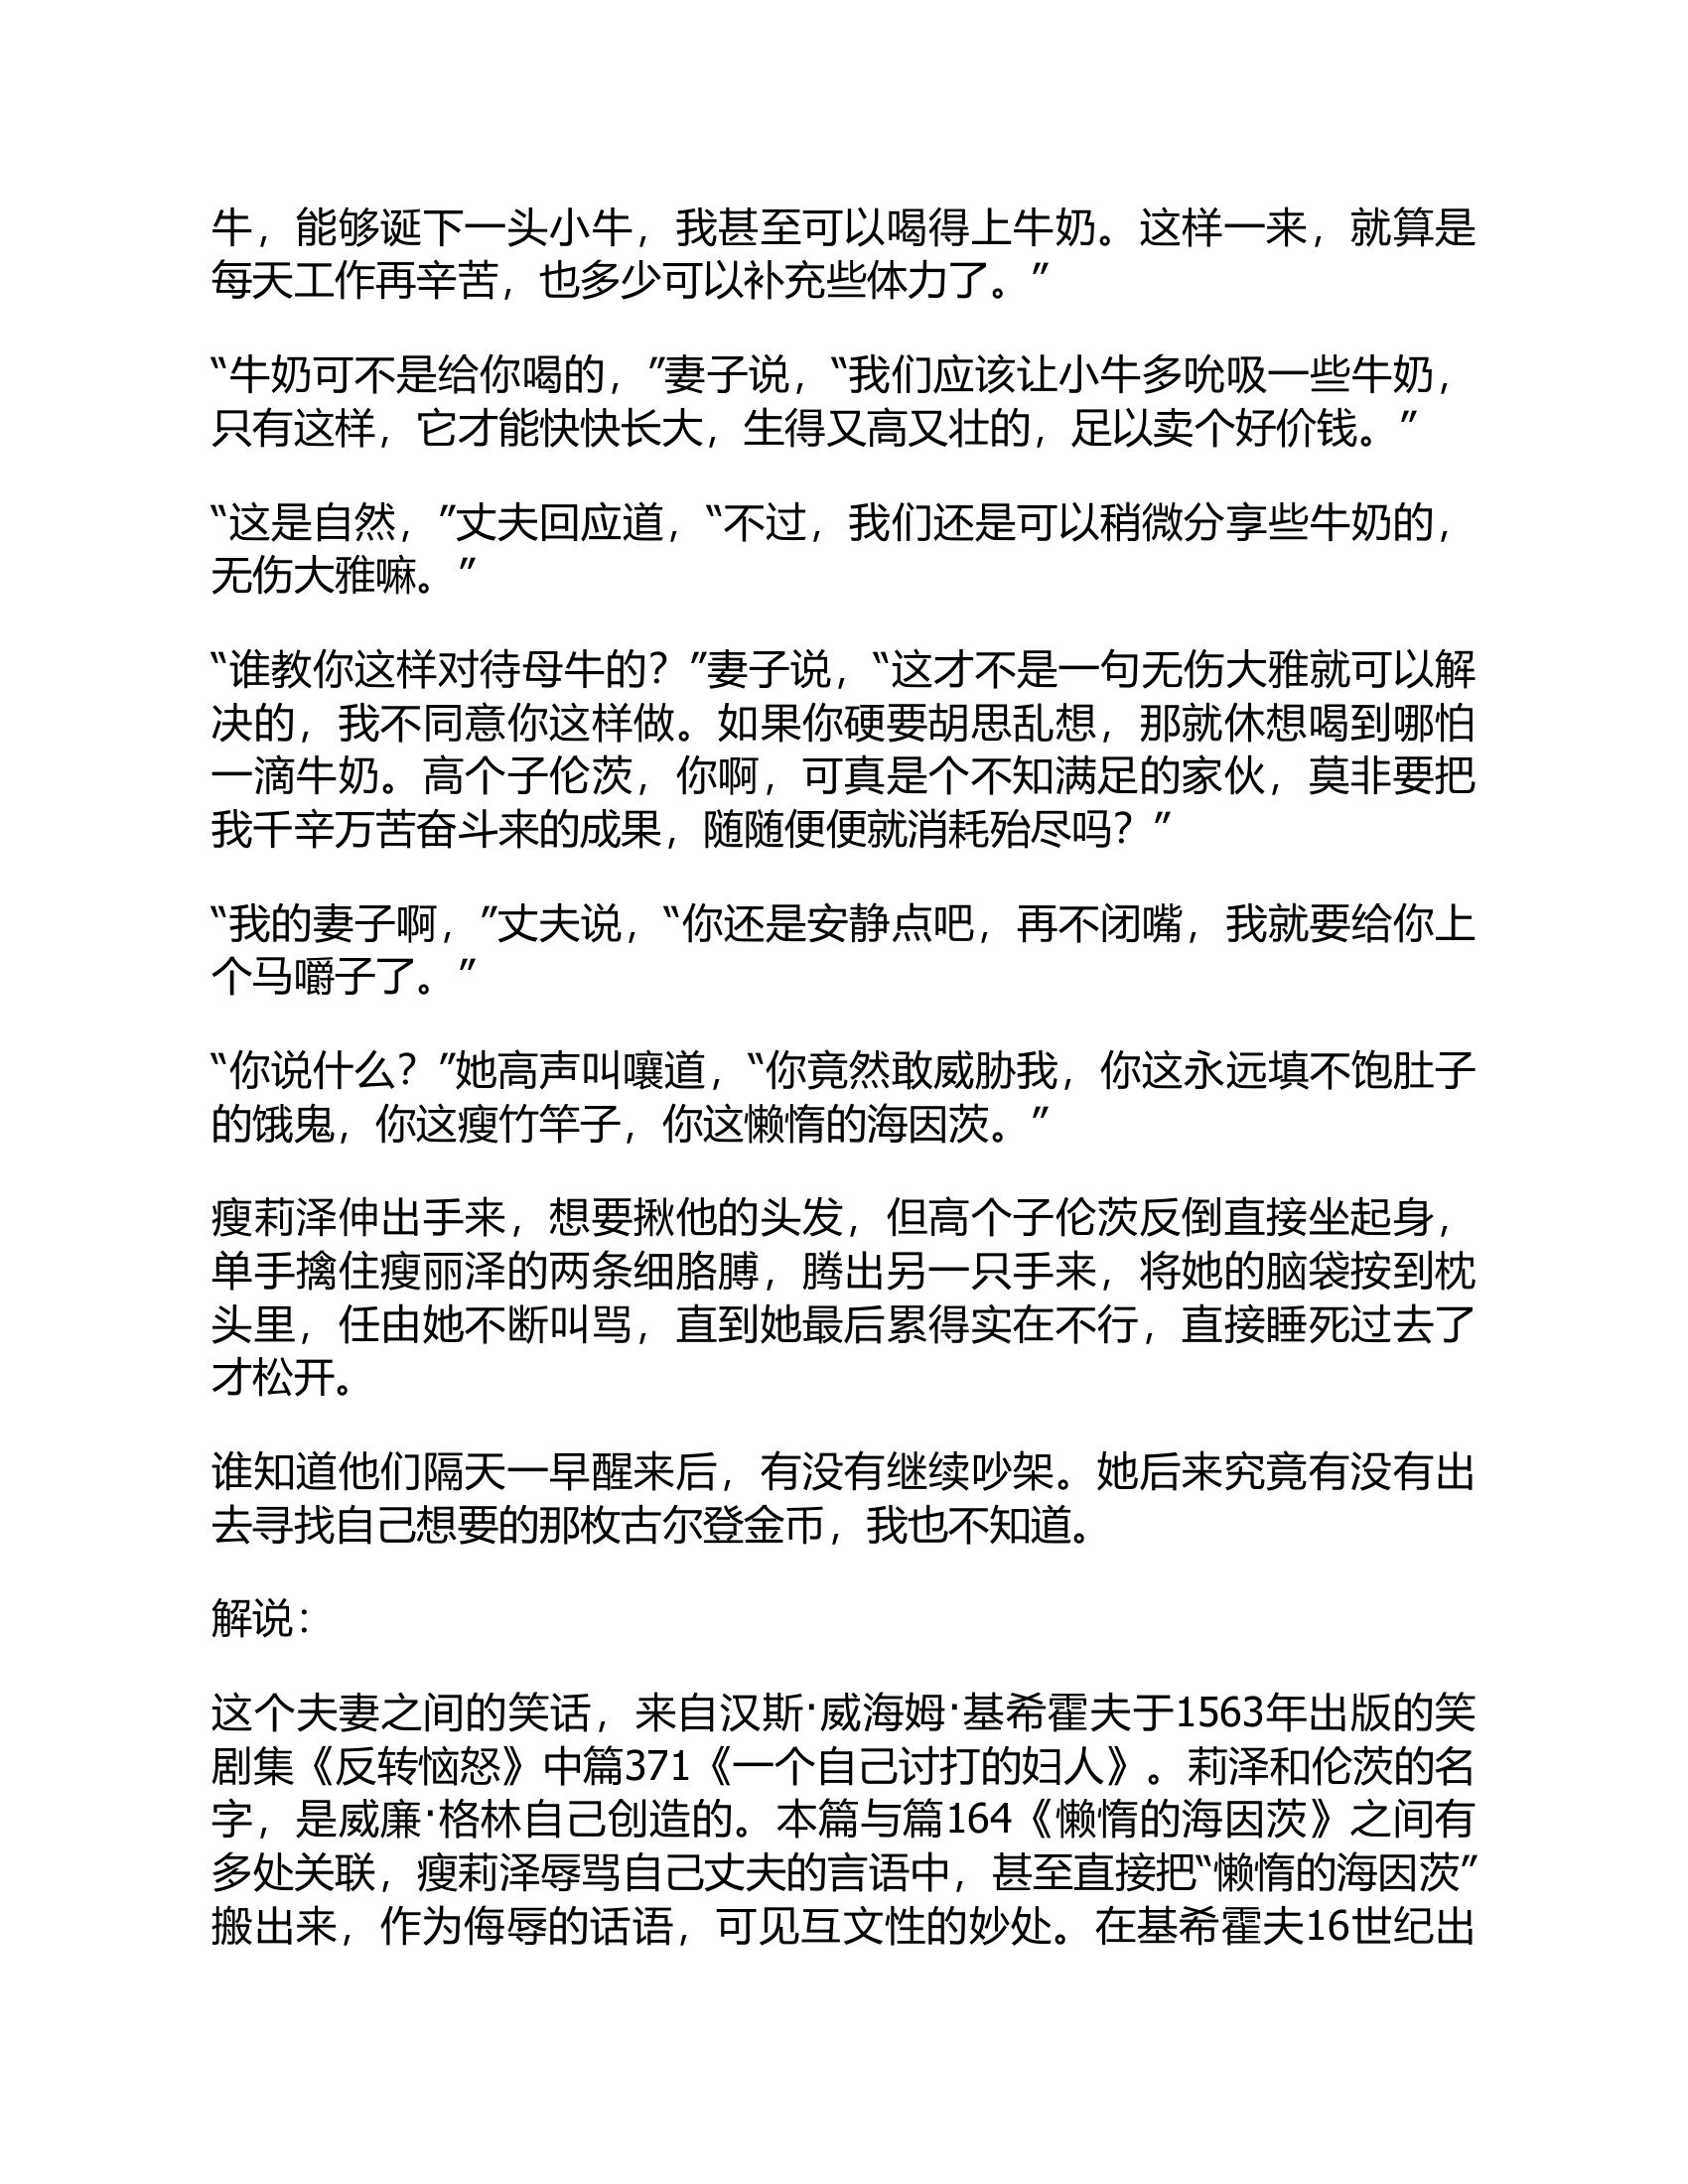 牛，能够诞下一头小牛，我甚至可以喝得上牛奶。这样一来，就算是
每天工作再辛苦，也多少可以补充些体力了。”
“牛奶可不是给你喝的，”妻子说，“我们应该让小牛多吮吸一些牛奶，
只有这样，它才能快快长大，生得又高又壮的，足以卖个好价钱。”
“这是自然，”丈夫回应道，“不过，我们还是可以稍微分享些牛奶的，
无伤大雅嘛。”
“谁教你这样对待母牛的？”妻子说，“这才不是一句无伤大雅就可以解
决的，我不同意你这样做。如果你硬要胡思乱想，那就休想喝到哪怕
一滴牛奶。高个子伦茨，你啊，可真是个不知满足的家伙，莫非要把
我千辛万苦奋斗来的成果，随随便便就消耗殆尽吗？”
“我的妻子啊，”丈夫说，“你还是安静点吧，再不闭嘴，我就要给你上
个马嚼子了。”
“你说什么？”她高声叫嚷道，“你竟然敢威胁我，你这永远填不饱肚子
的饿鬼，你这瘦竹竿子，你这懒惰的海因茨。”
瘦莉泽伸出手来，想要揪他的头发，但高个子伦茨反倒直接坐起身，
单手擒住瘦丽泽的两条细胳膊，腾出另一只手来，将她的脑袋按到枕
头里，任由她不断叫骂，直到她最后累得实在不行，直接睡死过去了
才松开。
谁知道他们隔天一早醒来后，有没有继续吵架。她后来究竟有没有出
去寻找自己想要的那枚古尔登金币，我也不知道。
解说：
这个夫妻之间的笑话，来自汉斯·威海姆·基希霍夫于1563年出版的笑
剧集《反转恼怒》中篇371《一个自己讨打的妇人》。莉泽和伦茨的名
字，是威廉·格林自己创造的。本篇与篇164《懒惰的海因茨》之间有
多处关联，瘦莉泽辱骂自己丈夫的言语中，甚至直接把“懒惰的海因茨”
搬出来，作为侮辱的话语，可见互文性的妙处。在基希霍夫16世纪出